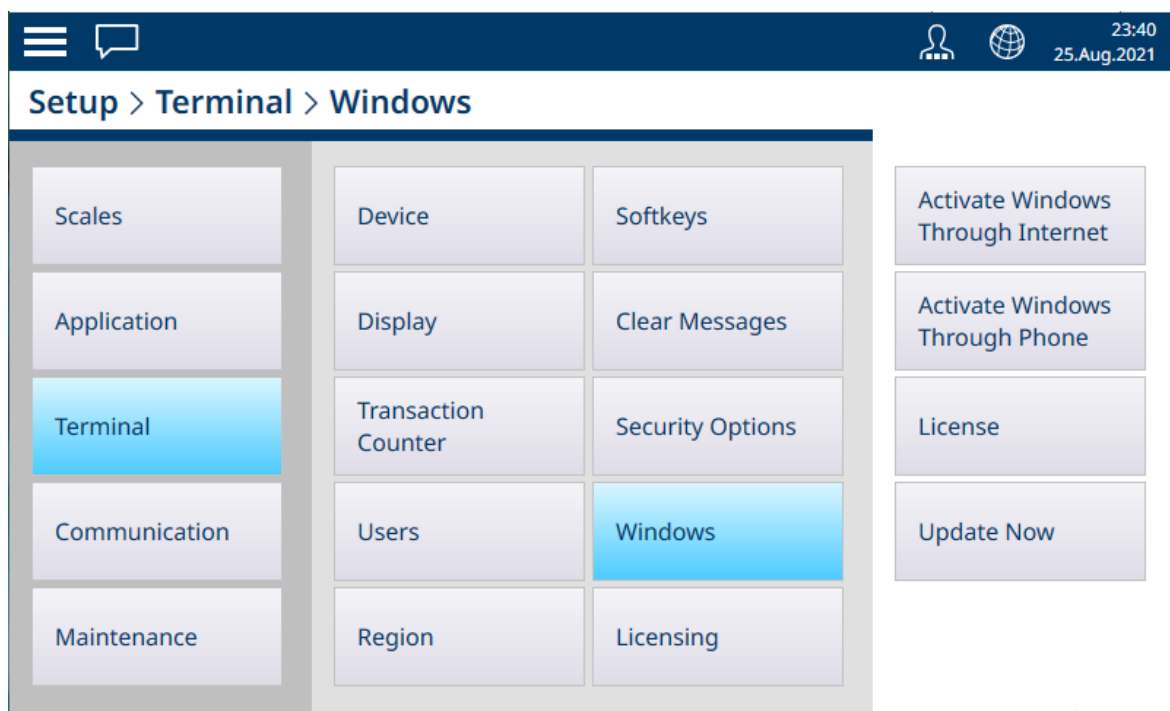 23:40
25.Aug.2021
Setup > Terminal > Windows
Scales
Application
Terminal
Communication
Maintenance
Device
Display
Transaction
Counter
Users
Region
Softkeys
Clear Messages
Security Options
Windows
Licensing
Activate Windows
Through Internet
Activate Windows
Through Phone
License
Update Now